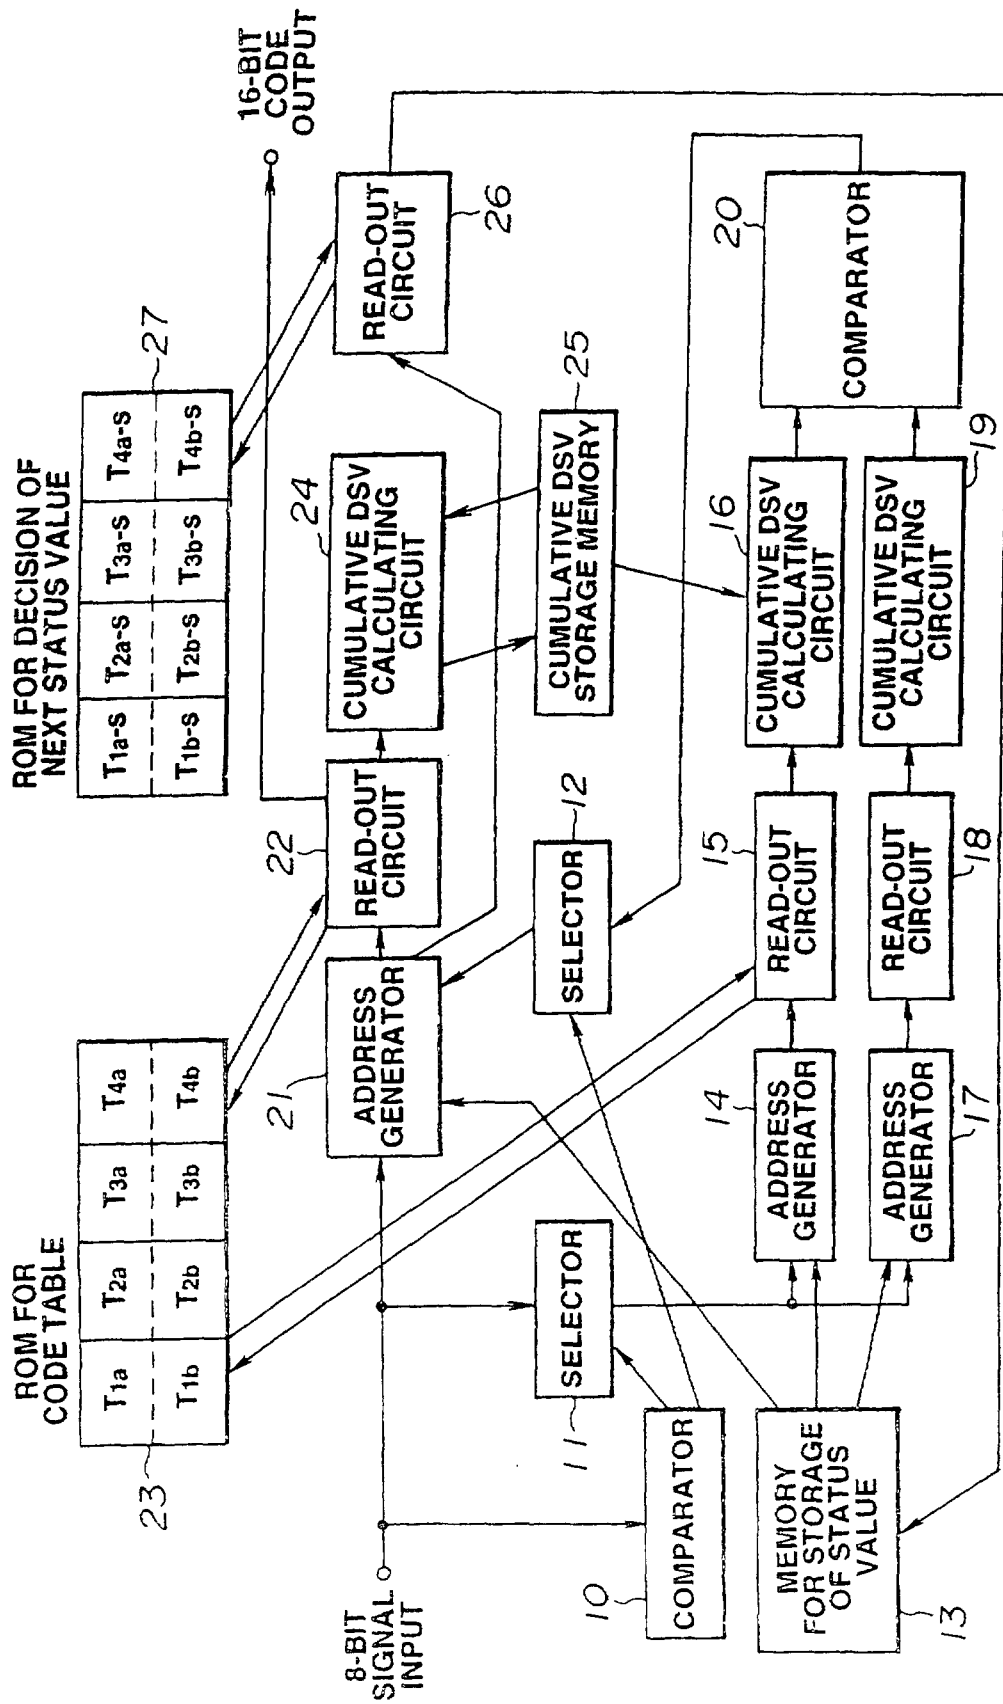 ROM FOR
CODE TABLE
T1a
T2a
T3a
T4a
T1b
T2b
T3b
T4b
23
ROM FOR DECISION OF
NEXT STATUS VALUE
T1a-s
T2a-s
T3a-s
T4a-s
T1b-s
T2b-s
T3b-s
T4b-s
27
16-BIT
CODE
OUTPUT
8-BIT
SIGNAL
INPUT
21
ADDRESS
GENERATOR
22
READ-OUT
CIRCUIT
24
CUMULATIVE DSV
CALCULATING
CIRCUIT
READ-OUT
CIRCUIT
26
11
SELECTOR
SELECTOR
12
CUMULATIVE DSV
STORAGE MEMORY
25
10
COMPARATOR
14
ADDRESS
GENERATOR
15
READ-OUT
CIRCUIT
16
CUMULATIVE DSV
CALCULATING
CIRCUIT
20
COMPARATOR
MEMORY
FOR STORAGE
OF STATUS
VALUE
13
ADDRESS
GENERATOR
17
READ-OUT
CIRCUIT
18
CUMULATIVE DSV
CALCULATING
CIRCUIT
19